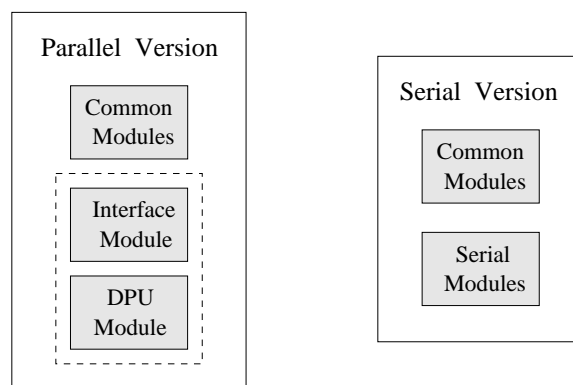 Parallel Version
Common
Modules
Interface
Module
DPU
Module
Serial Version
Common
Modules
Serial
Modules